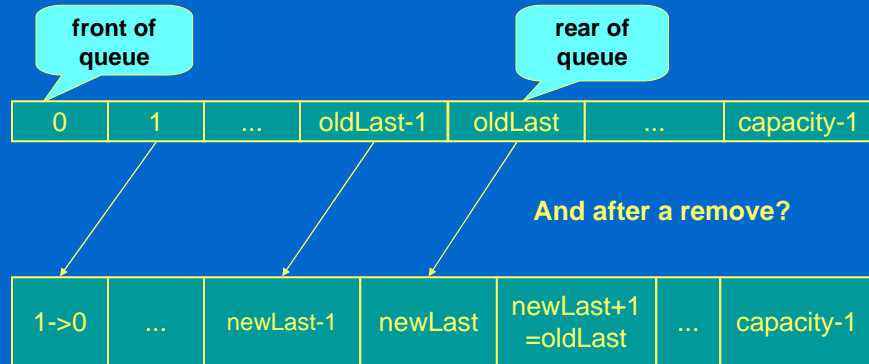 front of
queue
rear of
queue
0 1 ... oldLast-1 oldLast ... capacity-1
And after a remove?
1->0 ... newLast-1 newLast newLast+1 ... capacity-1
=oldLast